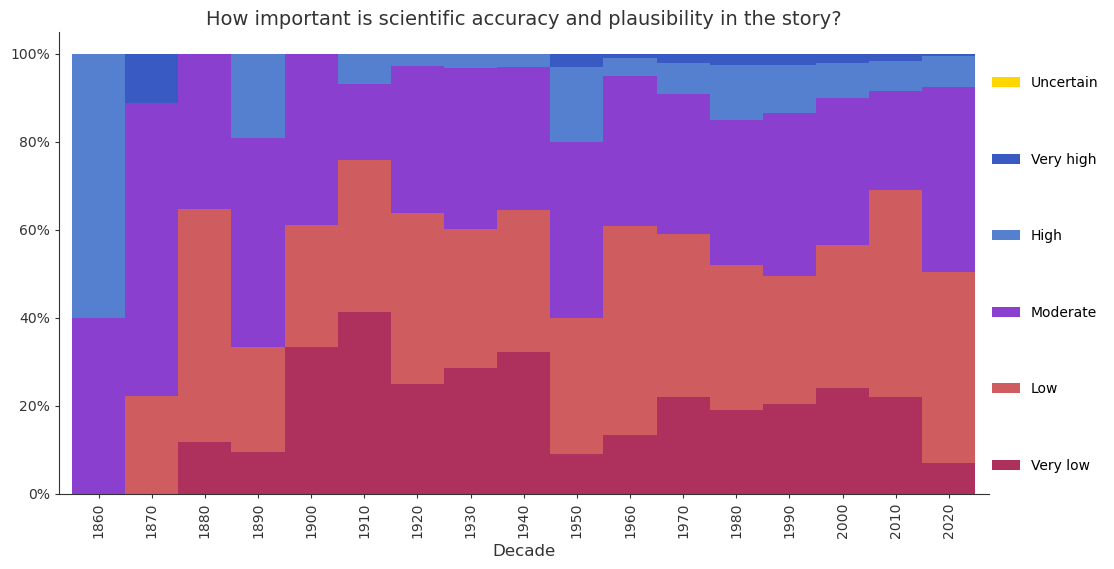 How important is scientific accuracy and plausibility in the story?
100%
80%
60%
40%
20%
0%
1860
1870
1880
1890
1900
1910
1920
1930
1940
1950
1960
1970
1980
1990
2000
2010
2020
Decade
Uncertain
Very high
High
Moderate
Low
Very low